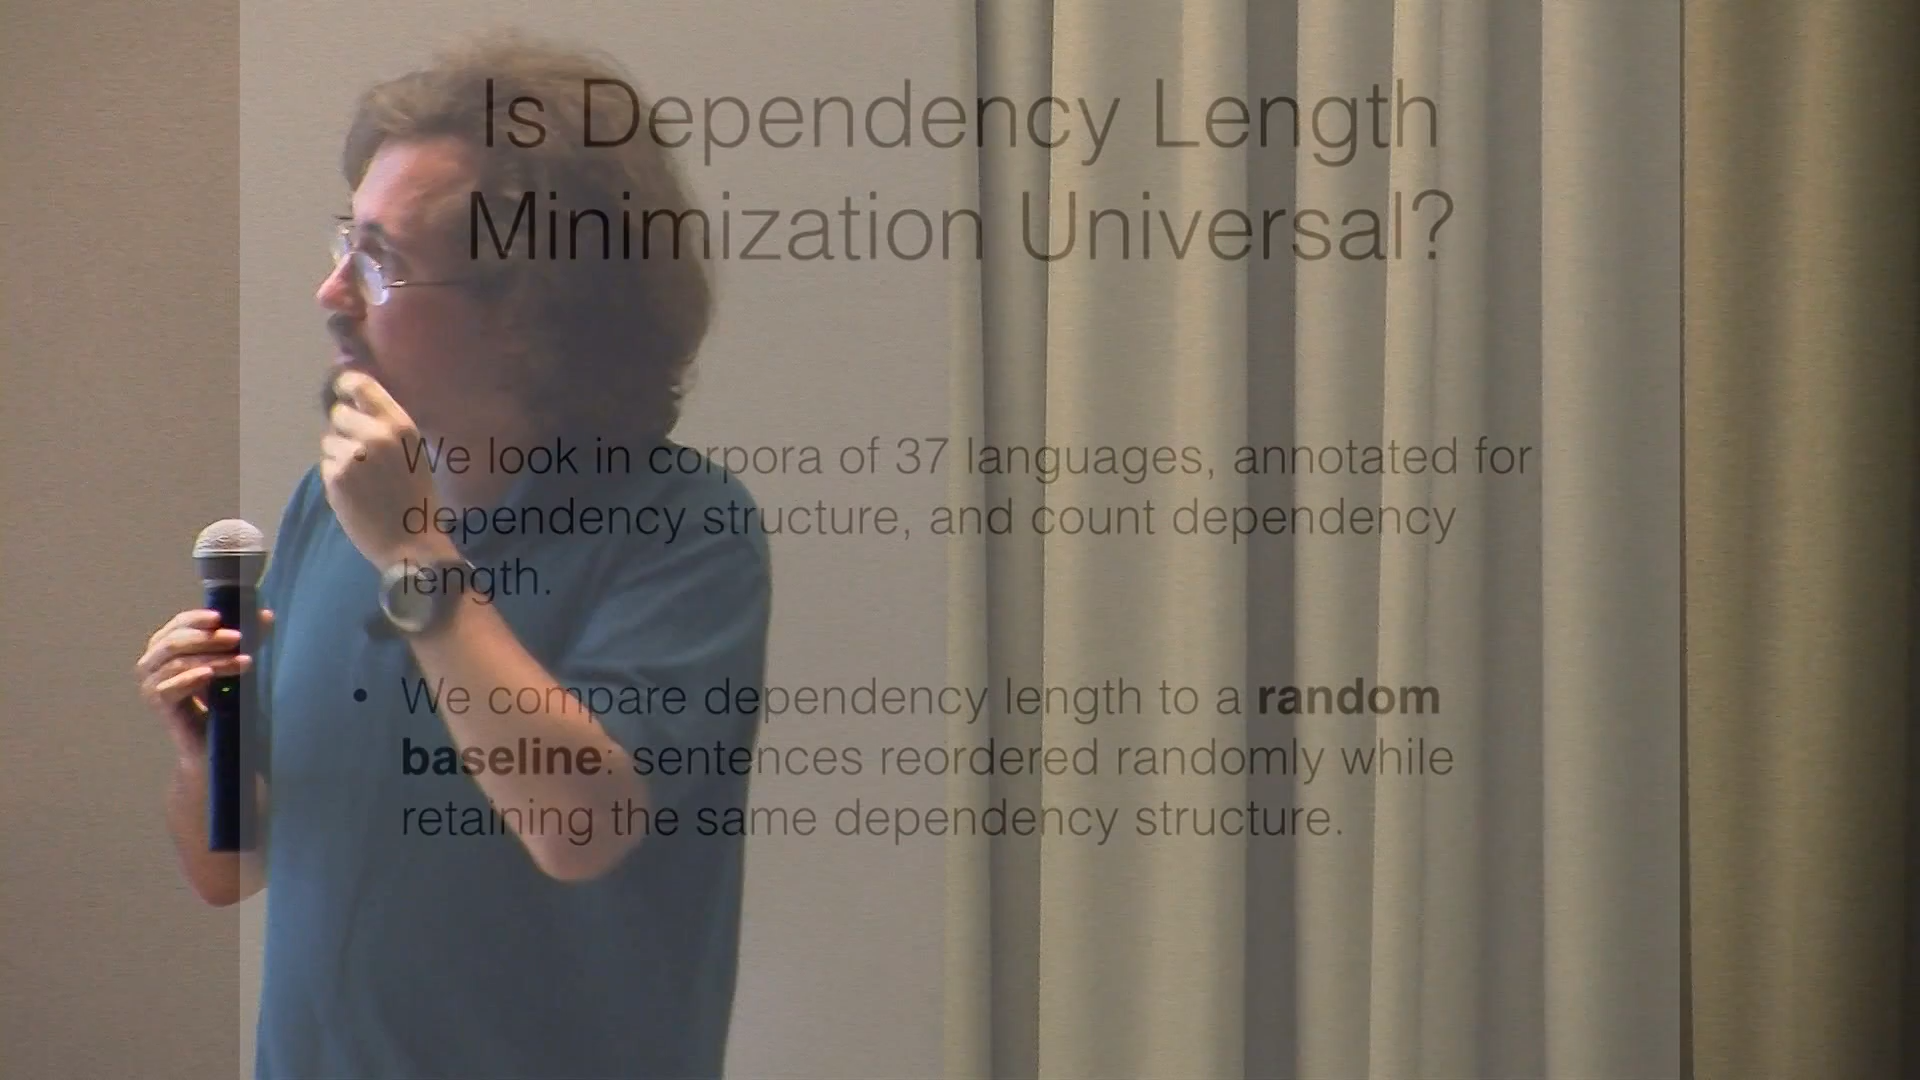 Is Dependency Length
Minimization Universal?
• We look in corpora of 37 languages, annotated for
dependency structure, and count dependency
length.
• We compare dependency length to a random
baseline: sentences reordered randomly while
retaining the same dependency structure.